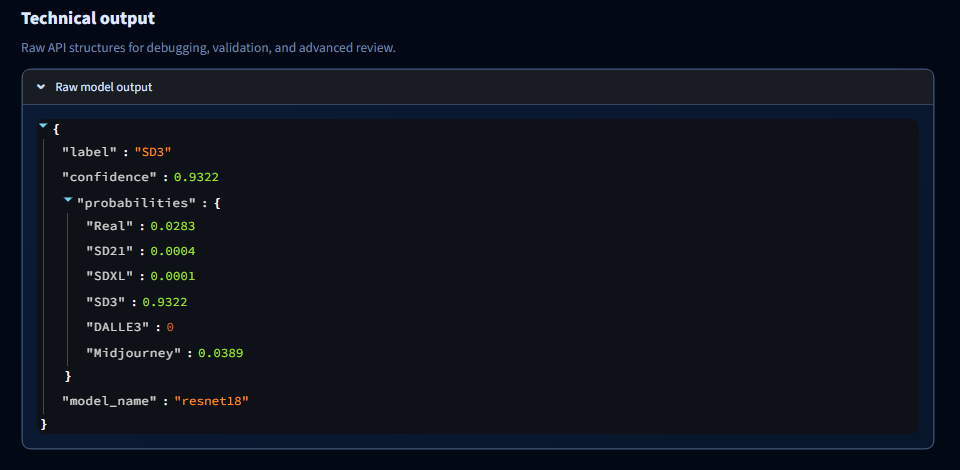 Technical output
Raw API structures for debugging, validation, and advanced review.
Raw model output
{
"label" : "SD3"
"confidence" : 0.9322
"probabilities" : {
"Real" : 0.0283
"SD21" : 0.0004
"SDXL" : 0.0001
"SD3" : 0.9322
"DALLE3" : 0
"Midjourney" : 0.0389
}
"model_name" : "resnet18"
}